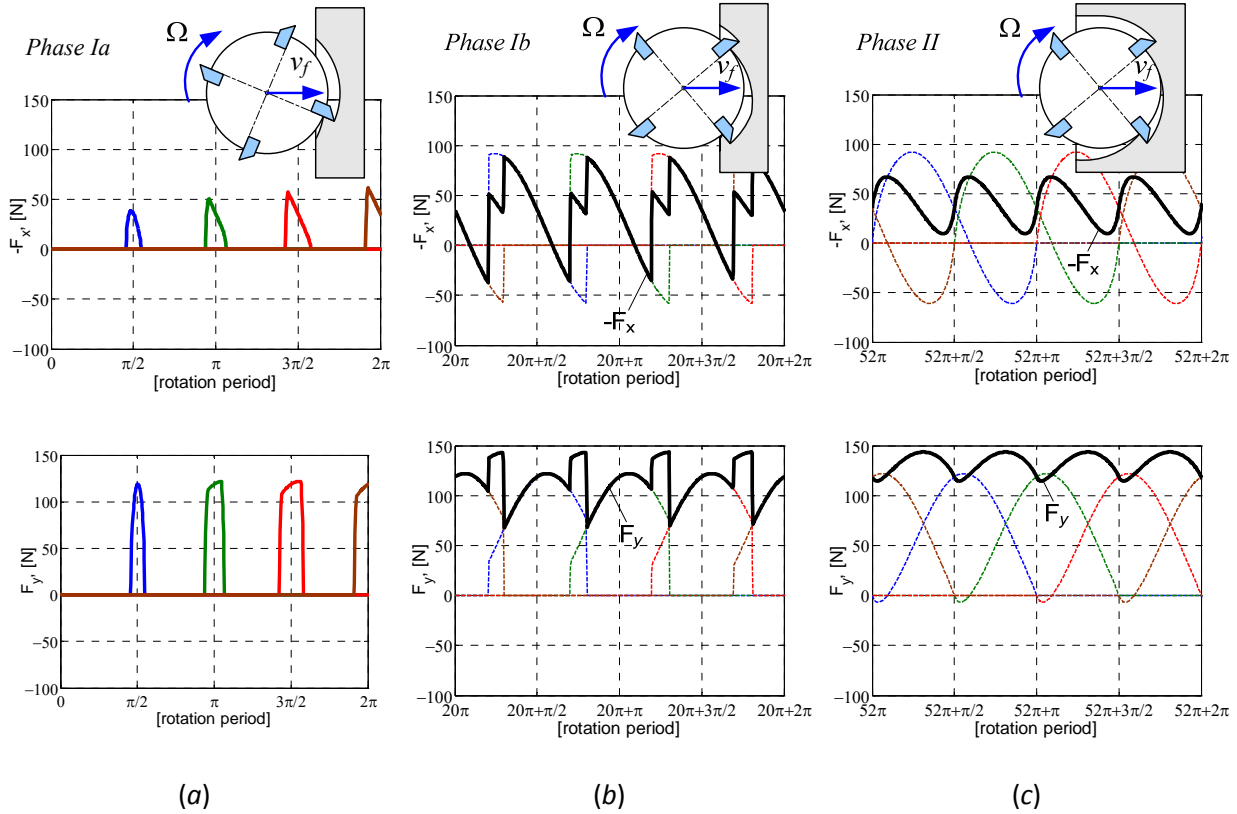 Phase Ia
Ω
v_f
150
100
50
0
−50
−100
-F_x, [N]
0
π/2
π
3π/2
2π
[rotation period]
Phase Ib
Ω
v_f
150
100
50
0
−50
−100
-F_x, [N]
-F_x
20π
20π+π/2
20π+π
20π+3π/2
20π+2π
[rotation period]
Phase II
Ω
v_f
150
100
50
0
−50
−100
-F_x, [N]
-F_x
52π
52π+π/2
52π+π
52π+3π/2
52π+2π
[rotation period]
150
100
50
0
−50
−100
F_y, [N]
0
π/2
π
3π/2
2π
[rotation period]
150
100
50
0
−50
−100
F_y, [N]
F_y
20π
20π+π/2
20π+π
20π+3π/2
20π+2π
[rotation period]
150
100
50
0
−50
−100
F_y, [N]
F_y
52π
52π+π/2
52π+π
52π+3π/2
52π+2π
[rotation period]
(a)
(b)
(c)